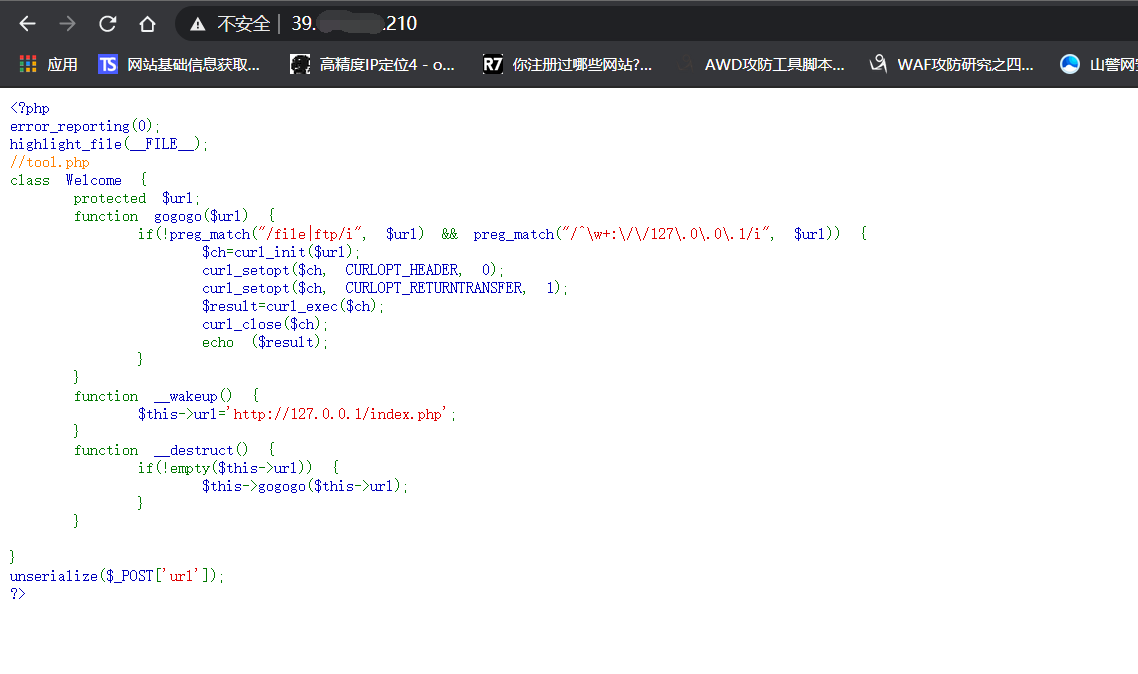 不安全 | 39. .210
应用 TS 网站基础信息获取... 高精度IP定位4 - o... R7 你注册过哪些网站?... AWD攻防工具脚本... WAF攻防研究之四... 山警网安
<?php
error_reporting(0);
highlight_file(__FILE__);
//tool.php
class Welcome {
protected $url;
function gogogo($url) {
if(!preg_match("/file|ftp/i", $url) && preg_match("/^\w+:\/\/127\.0\.0\.1/i", $url)) {
$ch=curl_init($url);
curl_setopt($ch, CURLOPT_HEADER, 0);
curl_setopt($ch, CURLOPT_RETURNTRANSFER, 1);
$result=curl_exec($ch);
curl_close($ch);
echo ($result);
}
}
function __wakeup() {
$this->url='http://127.0.0.1/index.php';
}
function __destruct() {
if(!empty($this->url)) {
$this->gogogo($this->url);
}
}
}
unserialize($_POST['url']);
?>